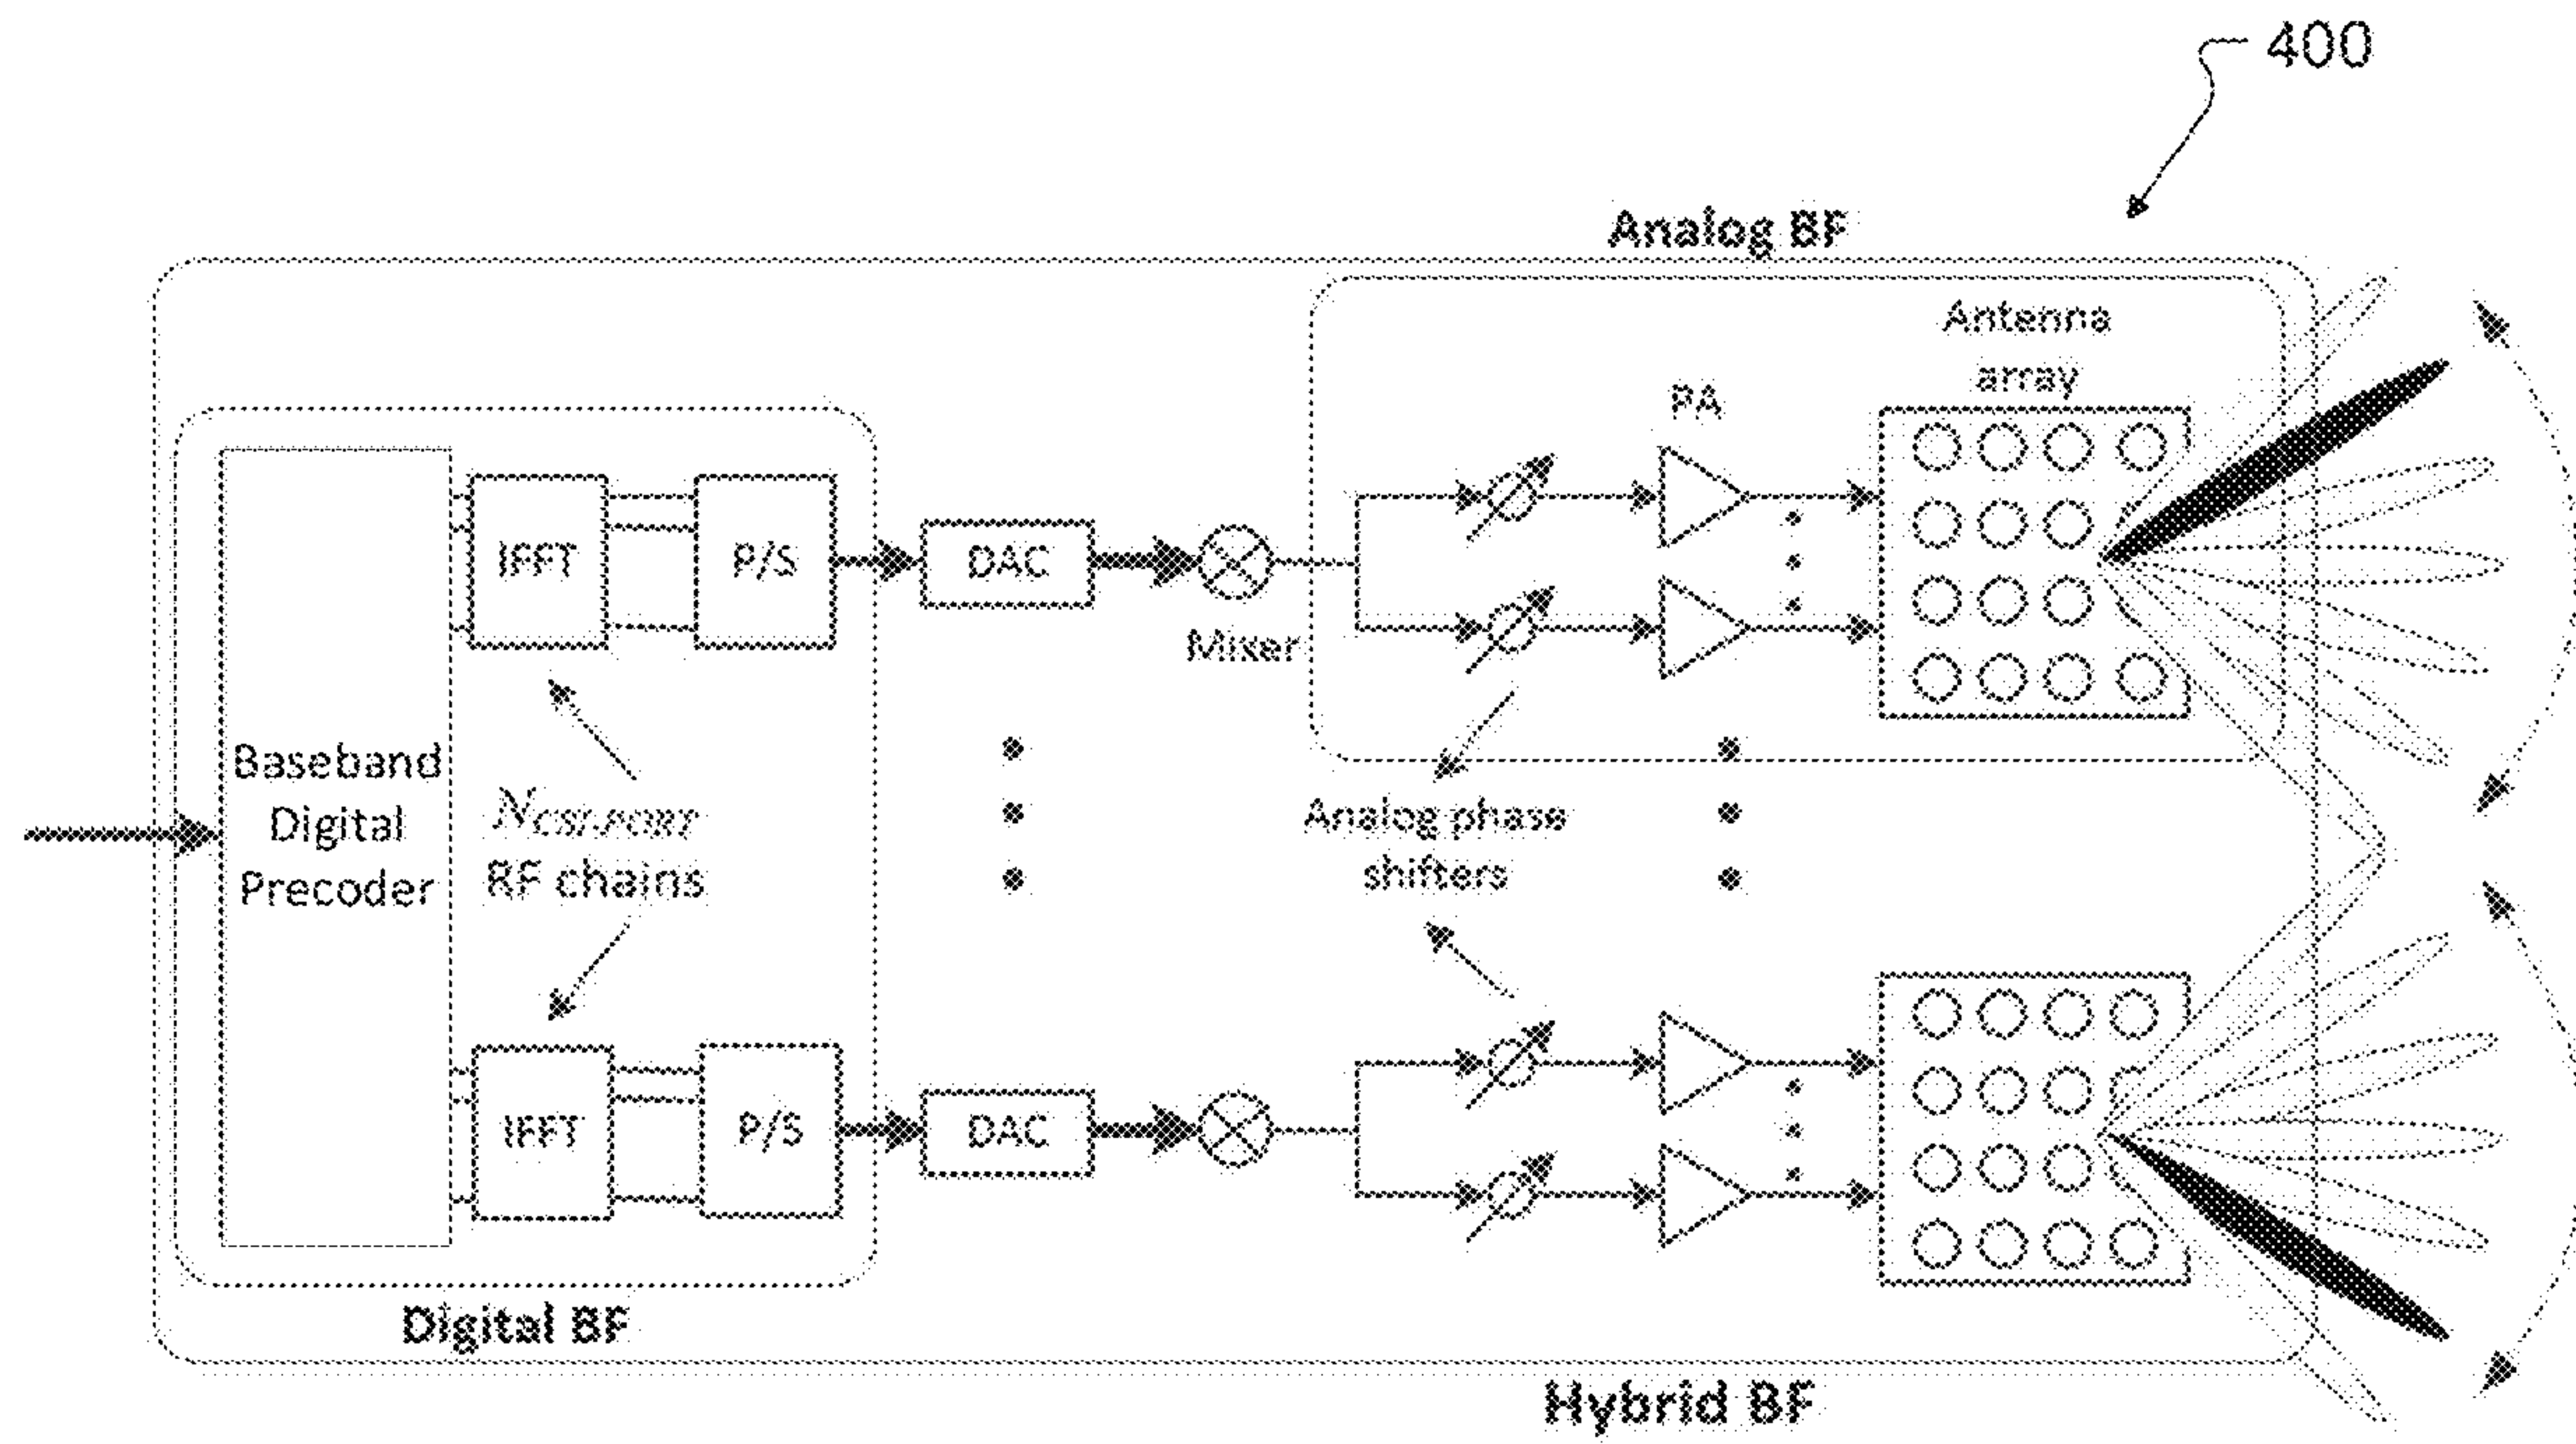 400
Analog BF
Antenna
array
PA
IFFT
P/S
DAC
Mixer
Baseband
Digital
Precoder
N_CSI-PORT
RF chains
Analog phase
shifters
IFFT
P/S
DAC
Digital BF
Hybrid BF